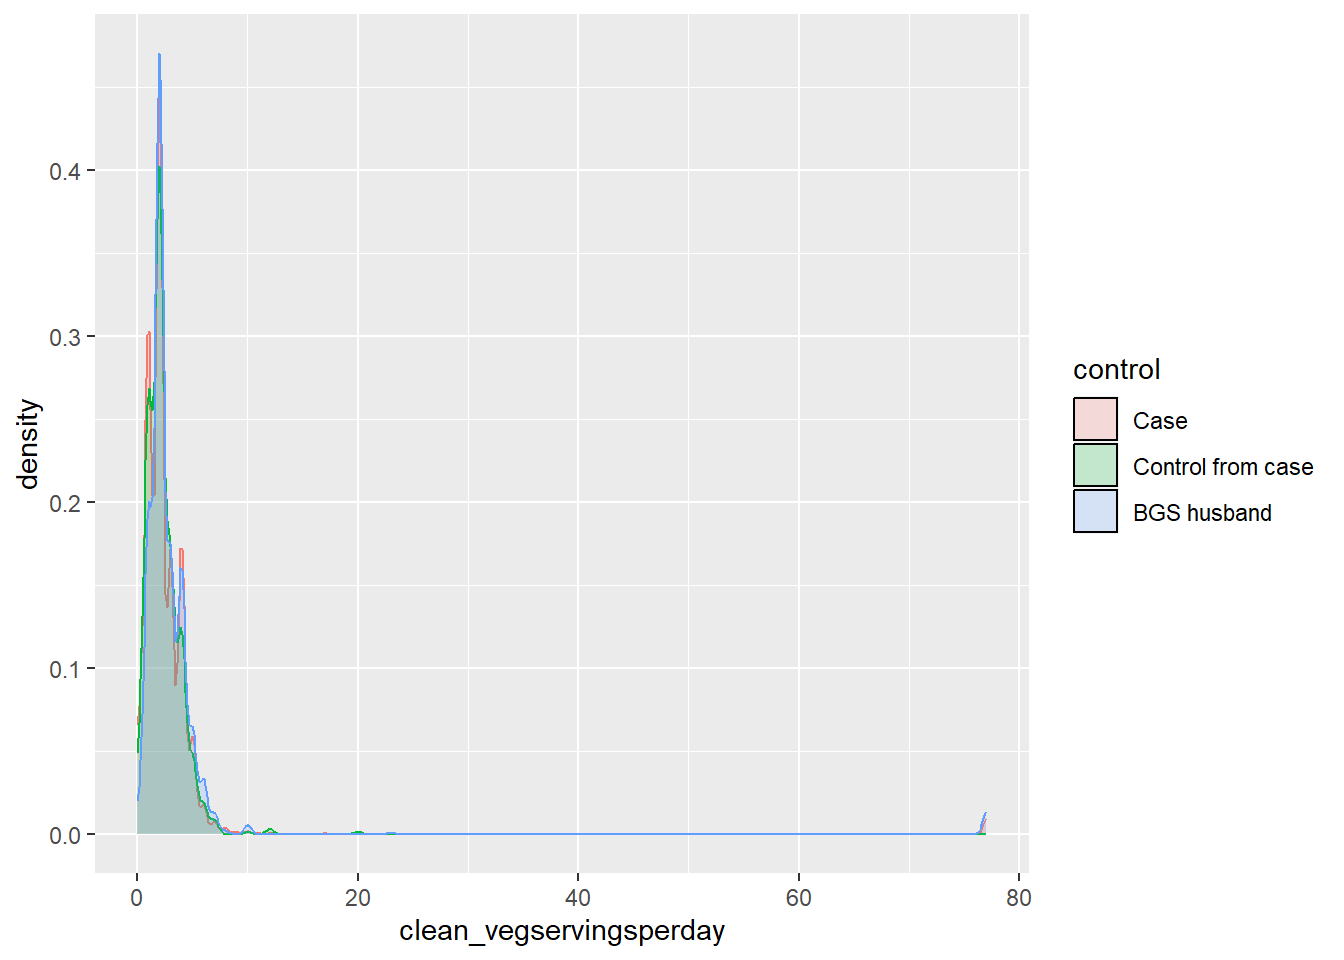 0.4
0.3
0.2
0.1
0.0
density
0
20
40
60
80
clean_vegservingsperday
control
Case
Control from case
BGS husband